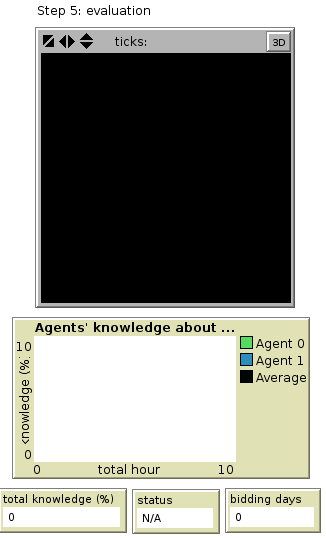 Step 5: evaluation
ticks:
3D
Agents' knowledge about ...
10
Agent 0
Agent 1
Average
knowledge (%)
0
0 total hour 10
total knowledge (%)
0
status
N/A
bidding days
0